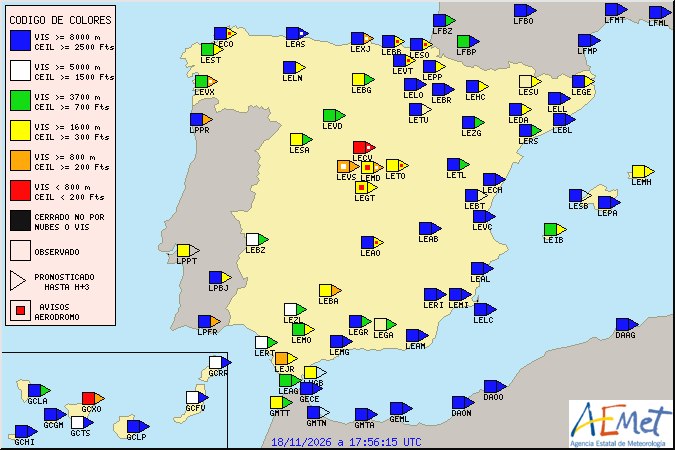 CODIGO DE COLORES
VIS >= 8000 m
CEIL >= 2500 Fts
VIS >= 5000 m
CEIL >= 1500 Fts
VIS >= 3700 m
CEIL >= 700 Fts
VIS >= 1600 m
CEIL >= 300 Fts
VIS >= 800 m
CEIL >= 200 Fts
VIS < 800 m
CEIL < 200 Fts
CERRADO NO POR
NUBES O VIS
OBSERVADO
PRONOSTICADO
HASTA H+3
AVISOS
AERODROMO
LFBO
LFMT
LFML
LFBZ
LECO
LEAS
LEXJ
LEBB
LESO
LFBP
LFMP
LEST
LEVT
LEPP
LELN
LEVX
LEBG
LELO
LEBR
LEHC
LESU
LEGE
LELL
LEDA
LETU
LPPR
LEVD
LEZG
LERS
LEBL
LESA
LECV
LEVS
LEMD
LETO
LETL
LECH
LEMH
LEGT
LEBT
LESB
LEPA
LEVC
LEIB
LEAB
LEBZ
LEAO
LPPT
LEAL
LPBJ
LEBA
LERI
LEMI
LELC
LEZL
LPFR
LEMO
LEGR
LEGA
DAAG
LERT
LEMG
LEAM
LEJR
GCRR
LEAG
GECE
DAOO
GCLA
GCXO
GCFV
GMTT
DAON
GEML
GCGM
GMTN
GMTA
GCTS
GCLP
GCHI
18/11/2026 a 17:56:15 UTC
AEMet
Agencia Estatal de Meteorología